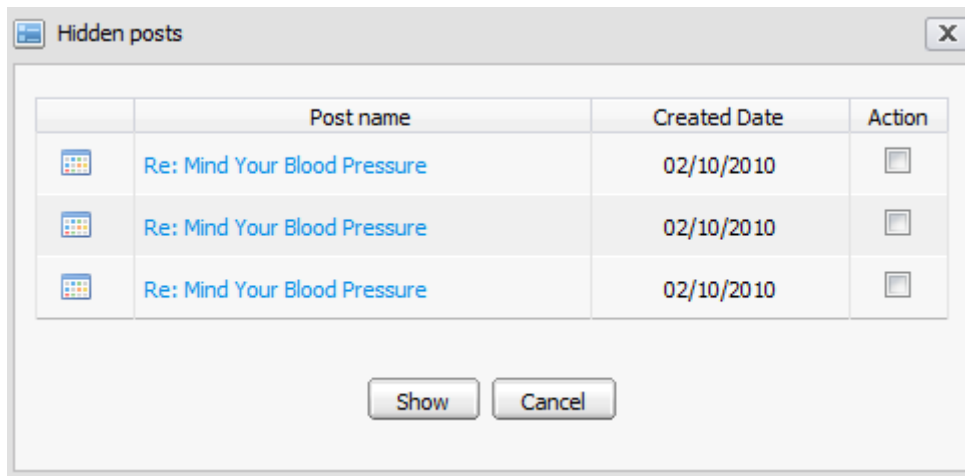 Hidden posts
Post name Created Date Action
Re: Mind Your Blood Pressure 02/10/2010
Re: Mind Your Blood Pressure 02/10/2010
Re: Mind Your Blood Pressure 02/10/2010
Show Cancel